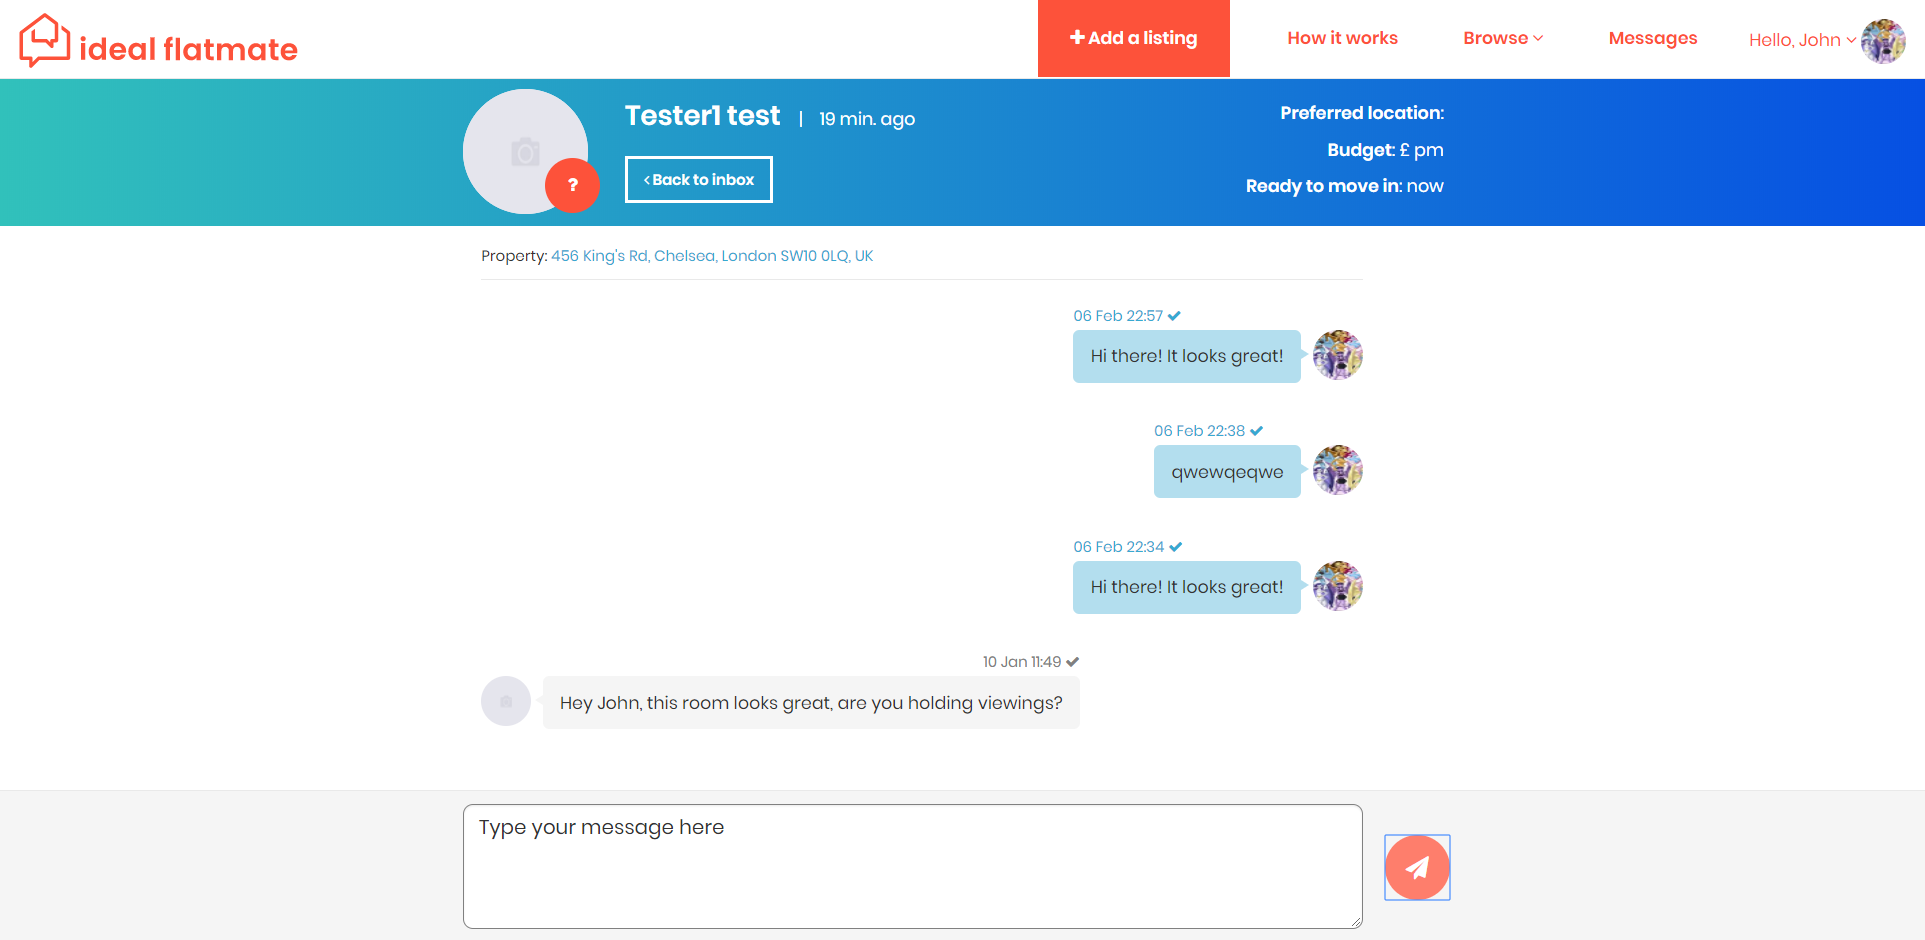 ideal flatmate
Add a listing
How it works
Browse
Messages
Hello, John
Tester1 test | 19 min. ago
?
Back to inbox
Preferred location:
Budget: £ pm
Ready to move in: now
Property: 456 King's Rd, Chelsea, London SW10 0LQ, UK
06 Feb 22:57
Hi there! It looks great!
06 Feb 22:38
qwewqeqwe
06 Feb 22:34
Hi there! It looks great!
10 Jan 11:49
Hey John, this room looks great, are you holding viewings?
Type your message here